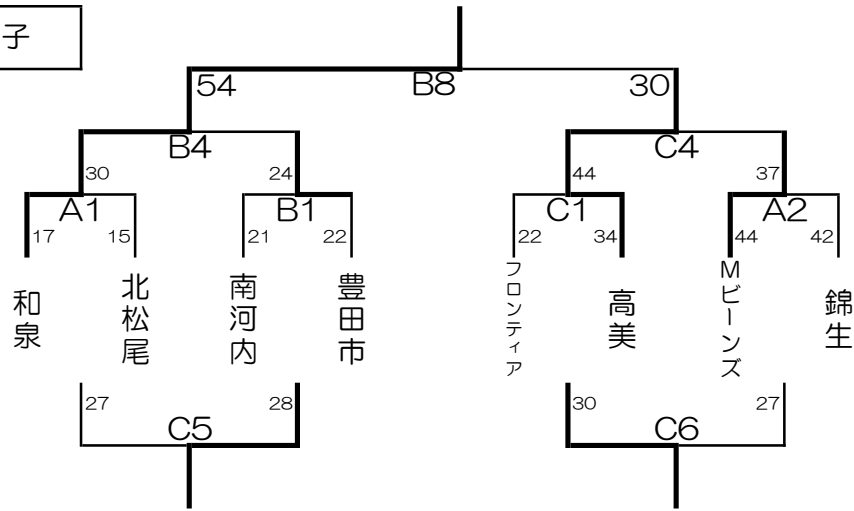 子
54 B8 30
B4 C4
30 24 44 37
A1 B1 C1 A2
17 15 21 22 22 34 44 42
和泉
北松尾
南河内
豊田市
フロンティア
高美
Mビーンズ
錦生
27 28 30 27
C5 C6